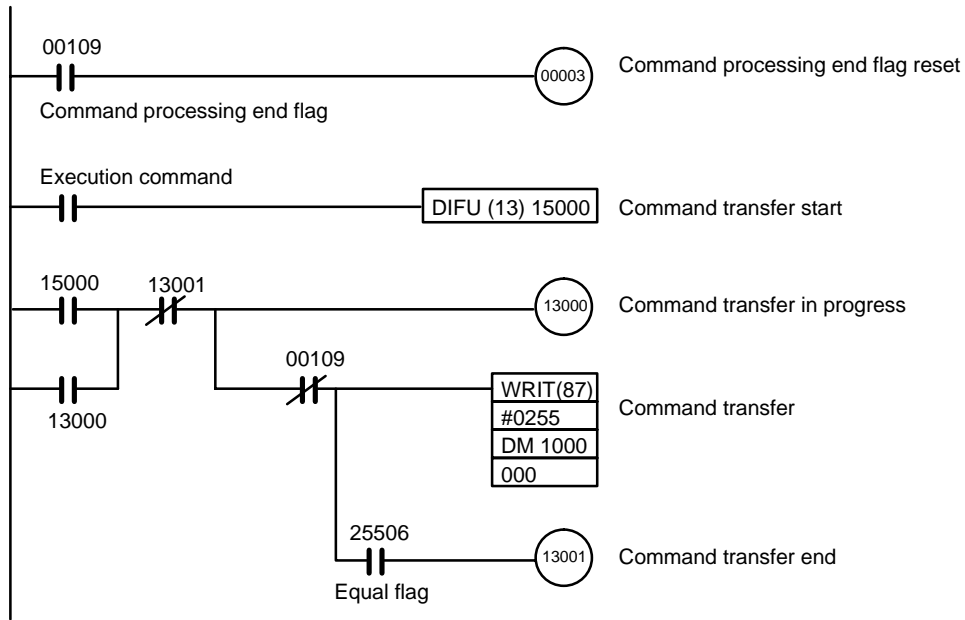 00109
00003
Command processing end flag reset
Command processing end flag
Execution command
DIFU (13) 15000
Command transfer start
15000
13001
13000
Command transfer in progress
13000
00109
WRIT(87)
#0255
DM 1000
000
Command transfer
25506
13001
Command transfer end
Equal flag